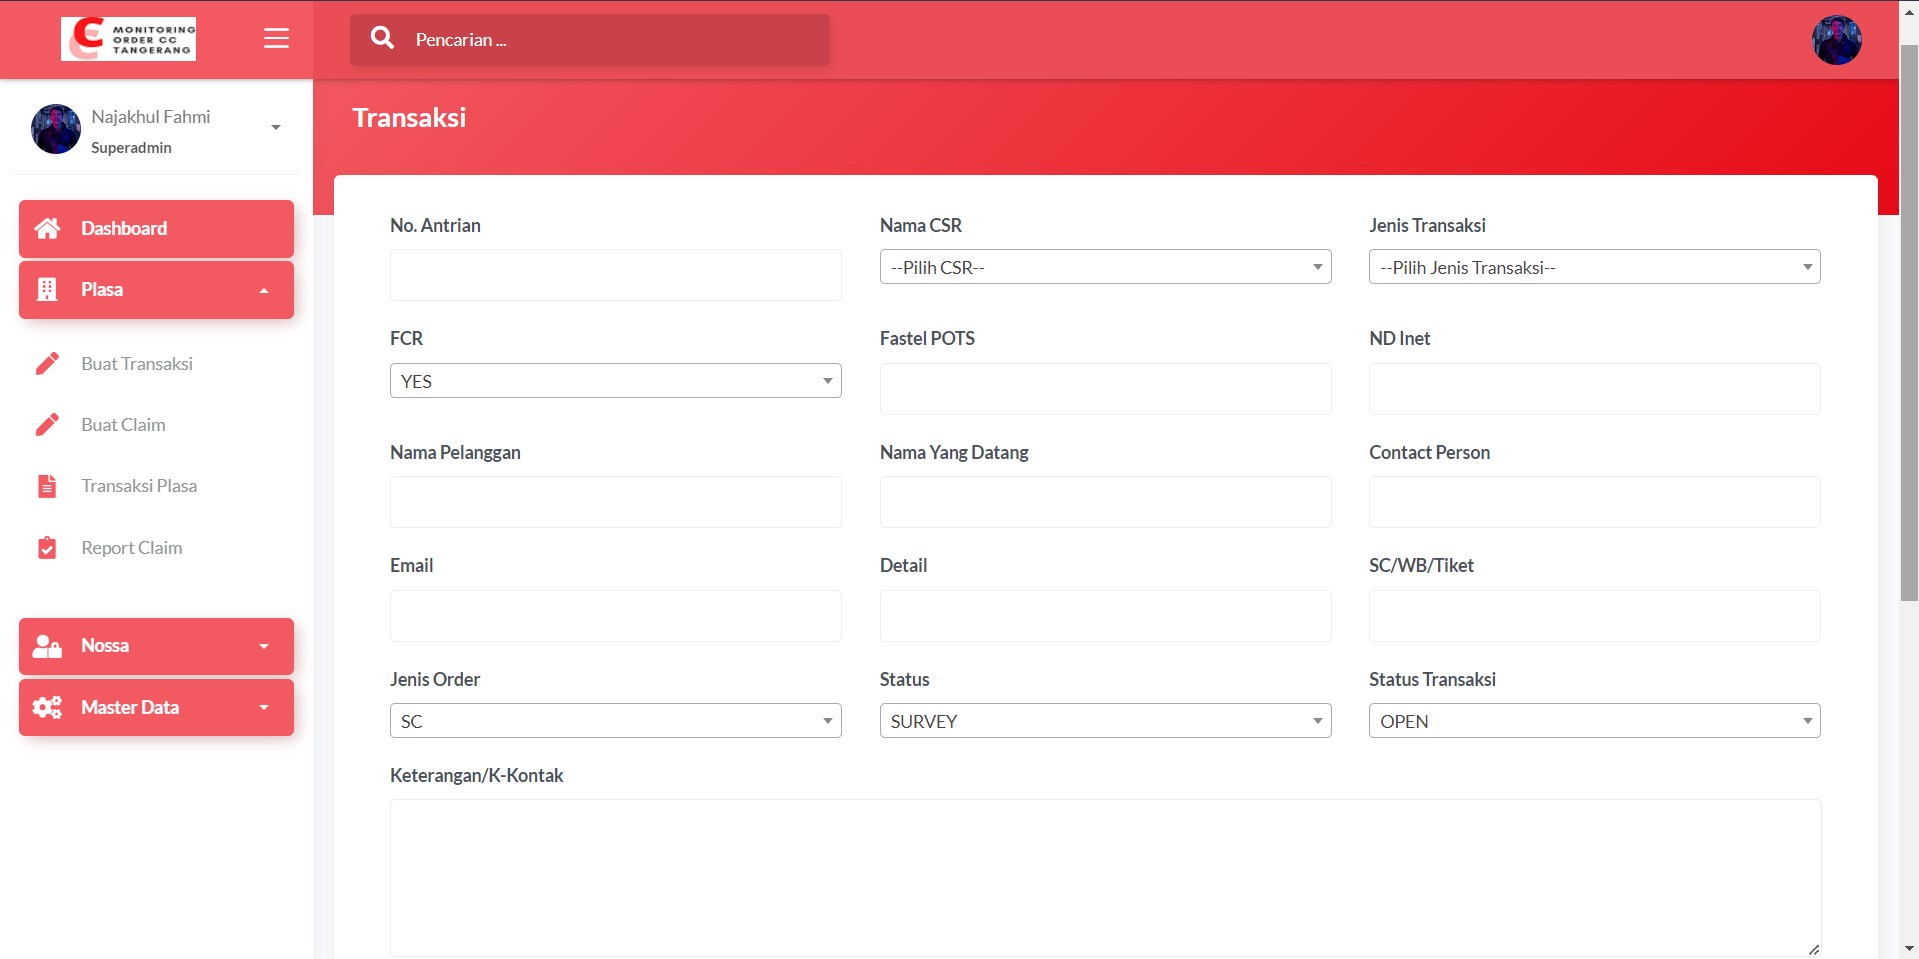 MONITORING
ORDER CC
TANGERANG
Pencarian ...
Najakhul Fahmi
Superadmin
Dashboard
Plasa
Buat Transaksi
Buat Claim
Transaksi Plasa
Report Claim
Nossa
Master Data
Transaksi
No. Antrian
Nama CSR
--Pilih CSR--
Jenis Transaksi
--Pilih Jenis Transaksi--
FCR
YES
Fastel POTS
ND Inet
Nama Pelanggan
Nama Yang Datang
Contact Person
Email
Detail
SC/WB/Tiket
Jenis Order
SC
Status
SURVEY
Status Transaksi
OPEN
Keterangan/K-Kontak